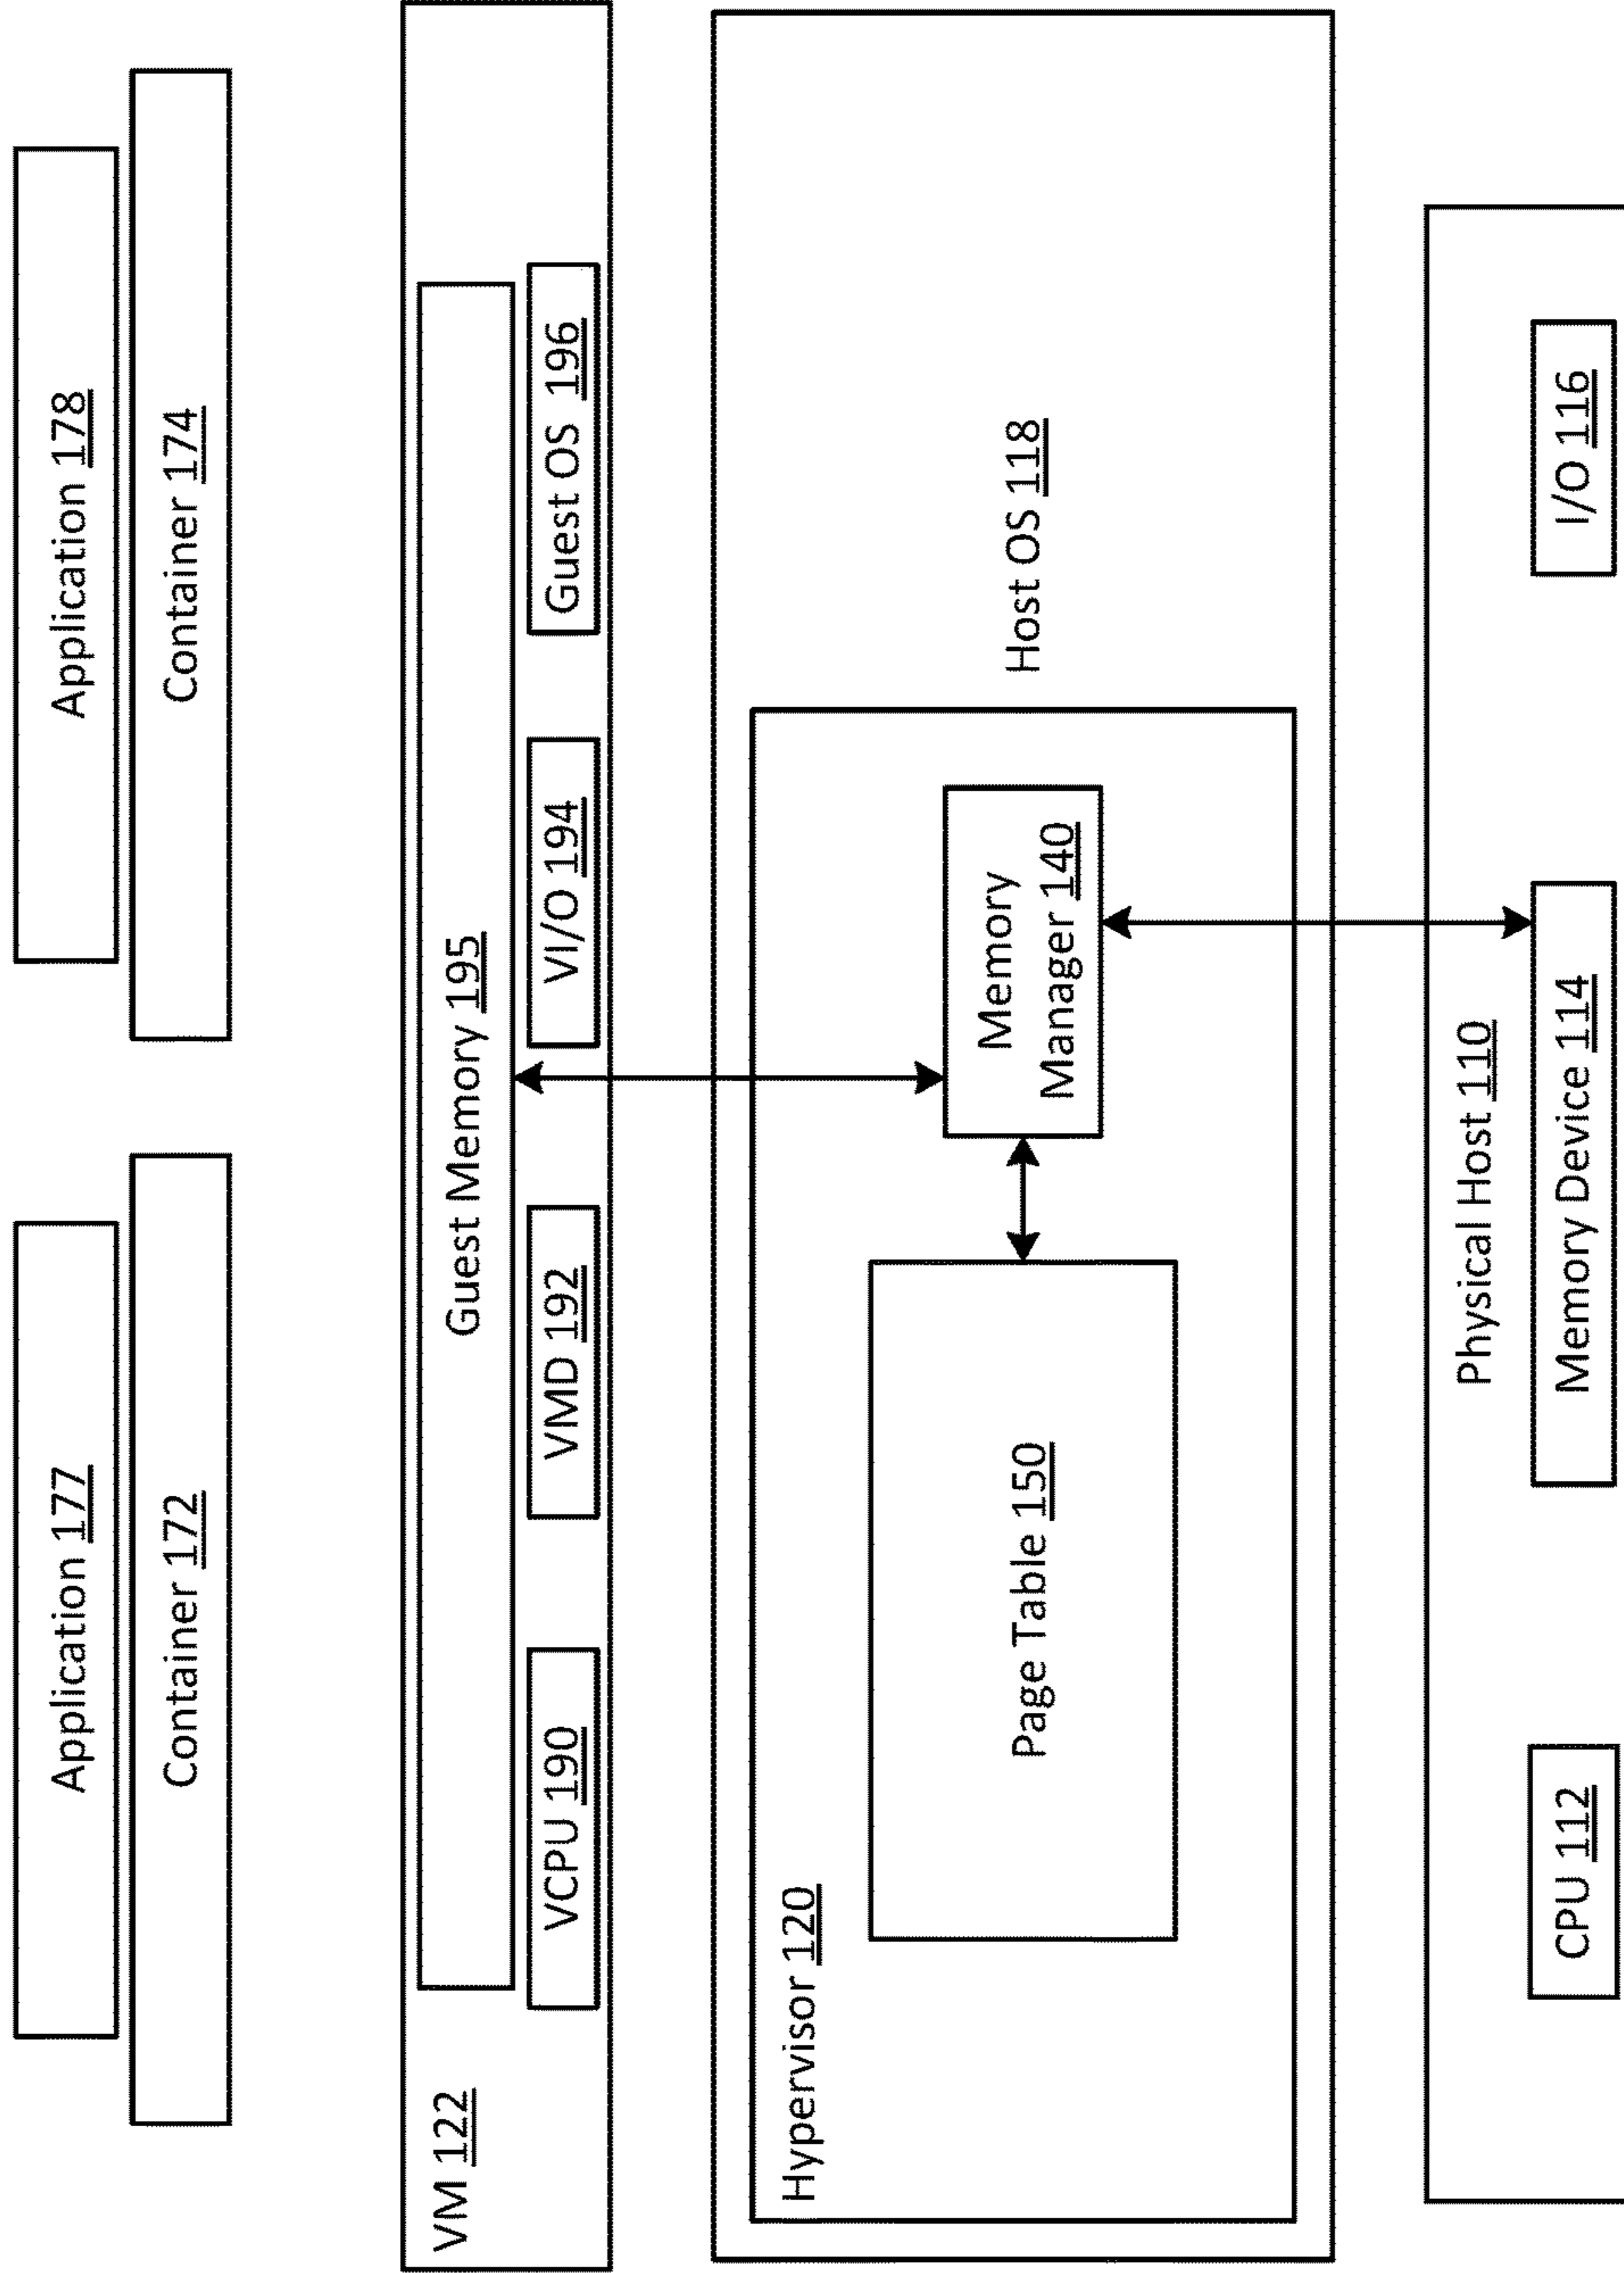 Application 177
Application 178
Container 172
Container 174
VM 122
Guest Memory 195
VCPU 190
VMD 192
VI/O 194
Guest OS 196
Hypervisor 120
Page Table 150
Memory
Manager 140
Host OS 118
Physical Host 110
CPU 112
Memory Device 114
I/O 116